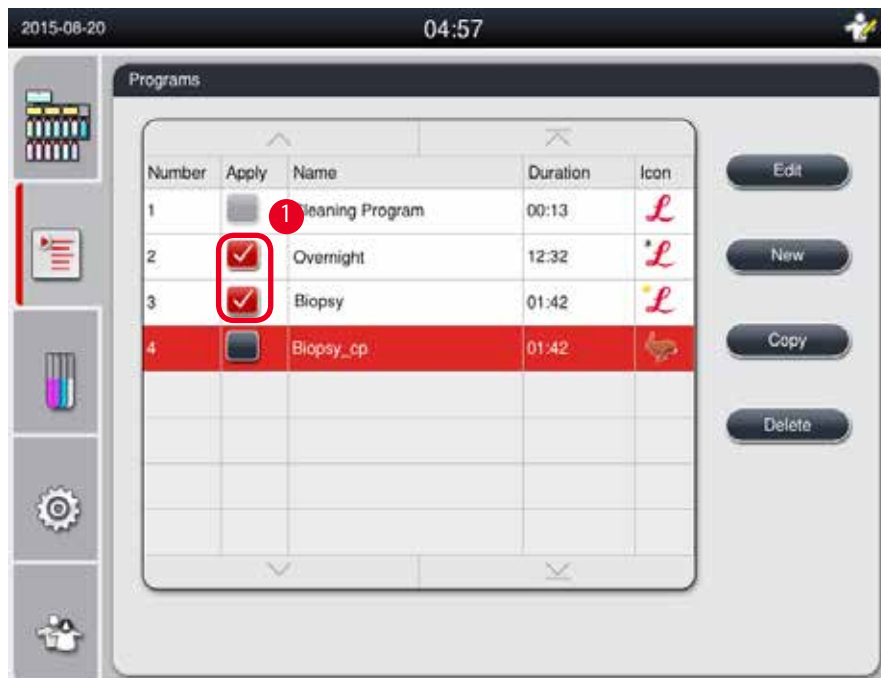 2015-08-20 04:57
Programs
Number Apply Name Duration Icon
1 Cleaning Program 00:13
1
2 Overnight 12:32
3 Biopsy 01:42
4 Biopsy_cp 01:42
Edit
New
Copy
Delete